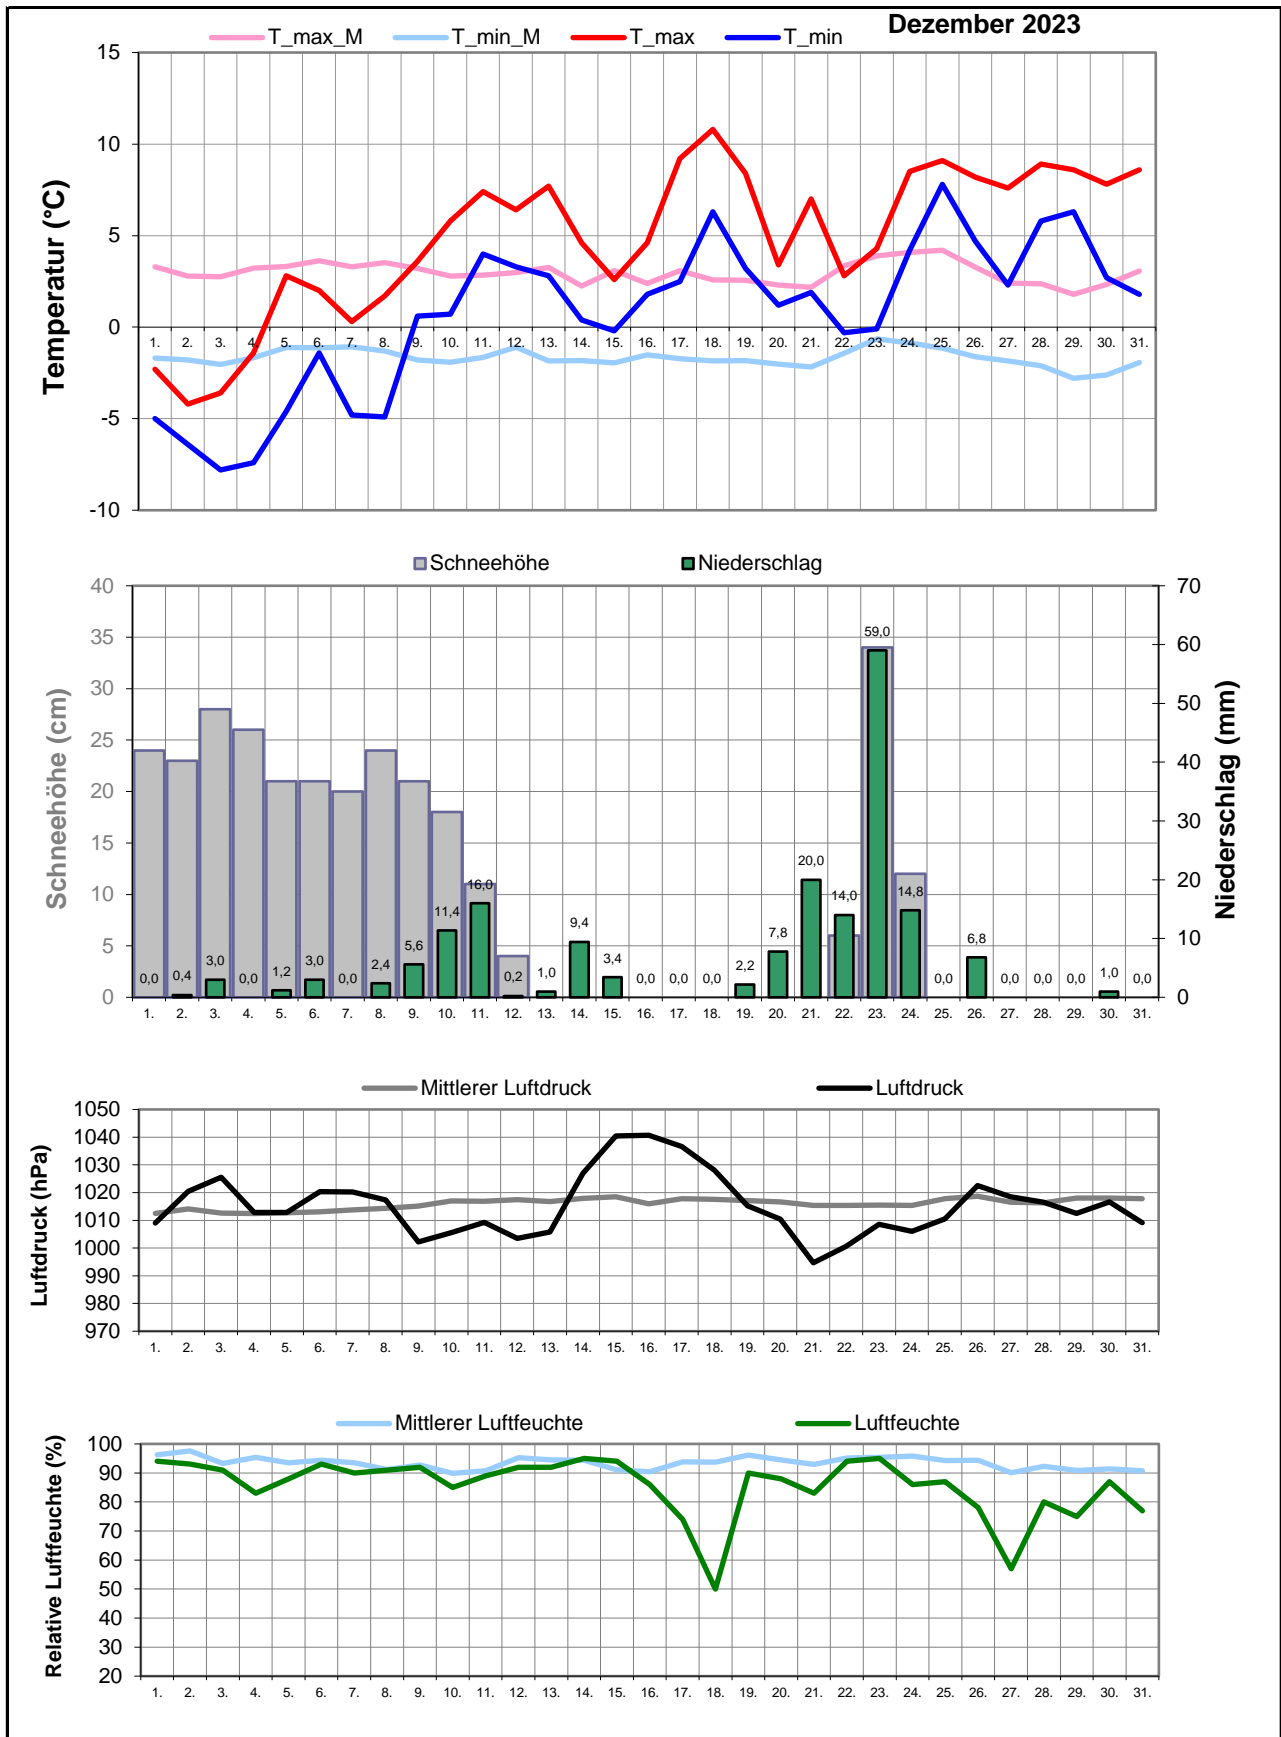 Dezember 2023
T_max_M T_min_M T_max T_min
Temperatur (°C)
15
10
5
0
-5
-10
1. 2. 3. 4. 5. 6. 7. 8. 9. 10. 11. 12. 13. 14. 15. 16. 17. 18. 19. 20. 21. 22. 23. 24. 25. 26. 27. 28. 29. 30. 31.
Schneehöhe Niederschlag
Schneehöhe (cm)
40
35
30
25
20
15
10
5
0
Niederschlag (mm)
70
60
50
40
30
20
10
0
0,0 0,4 3,0 0,0 1,2 3,0 0,0 2,4 5,6 11,4 16,0 0,2 1,0 9,4 3,4 0,0 0,0 0,0 2,2 7,8 20,0 14,0 59,0 14,8 0,0 6,8 0,0 0,0 0,0 1,0 0,0
1. 2. 3. 4. 5. 6. 7. 8. 9. 10. 11. 12. 13. 14. 15. 16. 17. 18. 19. 20. 21. 22. 23. 24. 25. 26. 27. 28. 29. 30. 31.
Mittlerer Luftdruck Luftdruck
Luftdruck (hPa)
1050
1040
1030
1020
1010
1000
990
980
970
1. 2. 3. 4. 5. 6. 7. 8. 9. 10. 11. 12. 13. 14. 15. 16. 17. 18. 19. 20. 21. 22. 23. 24. 25. 26. 27. 28. 29. 30. 31.
Mittlerer Luftfeuchte Luftfeuchte
Relative Luftfeuchte (%)
100
90
80
70
60
50
40
30
20
1. 2. 3. 4. 5. 6. 7. 8. 9. 10. 11. 12. 13. 14. 15. 16. 17. 18. 19. 20. 21. 22. 23. 24. 25. 26. 27. 28. 29. 30. 31.